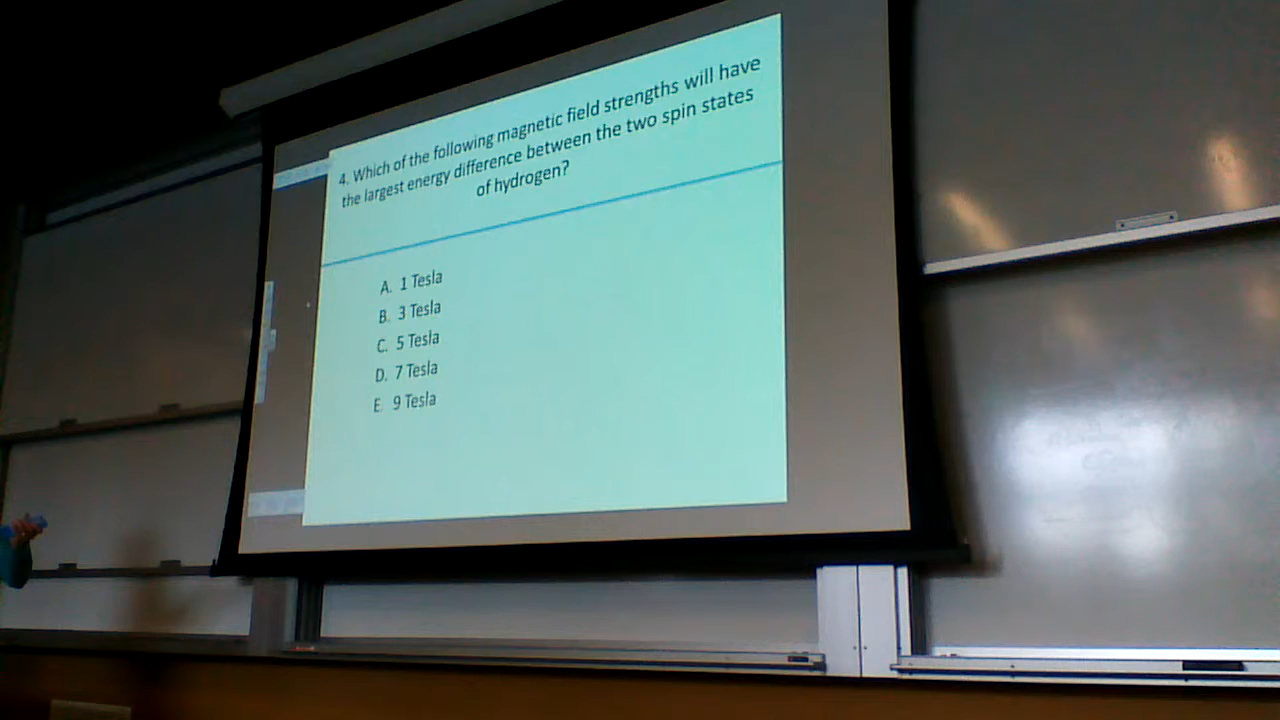 4. Which of the following magnetic field strengths will have
the largest energy difference between the two spin states
of hydrogen?
A. 1 Tesla
B. 3 Tesla
C. 5 Tesla
D. 7 Tesla
E. 9 Tesla